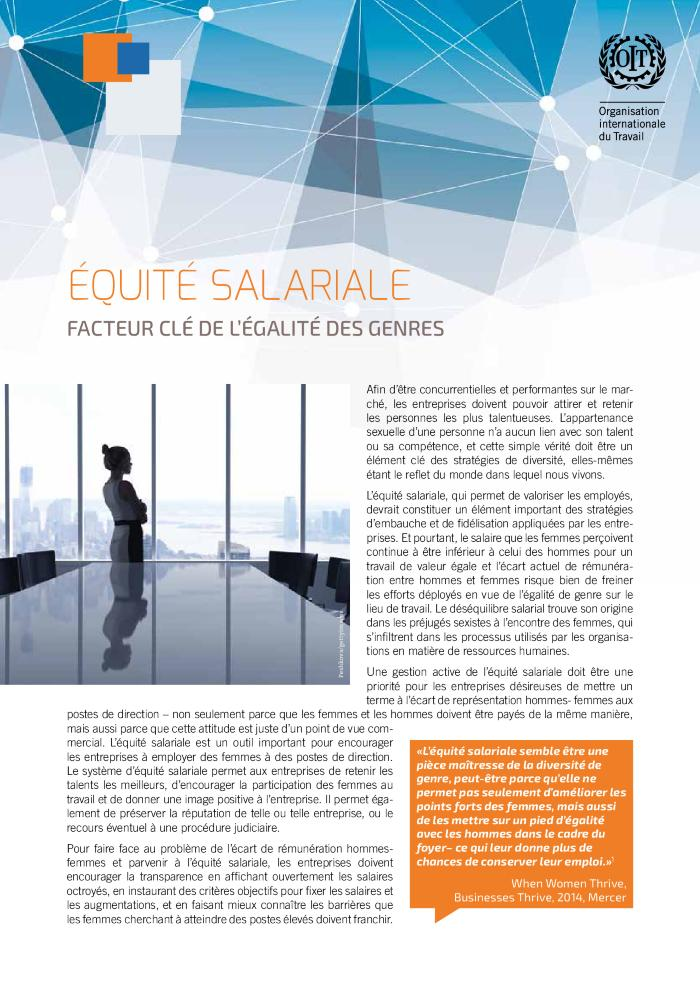 OIT
Organisation
internationale
du Travail
ÉQUITÉ SALARIALE
FACTEUR CLÉ DE L'ÉGALITÉ DES GENRES
Afin d'être concurrentielles et performantes sur le mar-
ché, les entreprises doivent pouvoir attirer et retenir
les personnes les plus talentueuses. L'appartenance
sexuelle d'une personne n'a aucun lien avec son talent
ou sa compétence, et cette simple vérité doit être un
élément clé des stratégies de diversité, elles-mêmes
étant le reflet du monde dans lequel nous vivons.
L'équité salariale, qui permet de valoriser les employés,
devrait constituer un élément important des stratégies
d'embauche et de fidélisation appliquées par les entre-
prises. Et pourtant, le salaire que les femmes perçoivent
continue à être inférieur à celui des hommes pour un
travail de valeur égale et l'écart actuel de rémunéra-
tion entre hommes et femmes risque bien de freiner
les efforts déployés en vue de l'égalité de genre sur le
lieu de travail. Le déséquilibre salarial trouve son origine
dans les préjugés sexistes à l'encontre des femmes, qui
s'infiltrent dans les processus utilisés par les organisa-
tions en matière de ressources humaines.
Une gestion active de l'équité salariale doit être une
priorité pour les entreprises désireuses de mettre un
terme à l'écart de représentation hommes- femmes aux
postes de direction – non seulement parce que les femmes et les hommes doivent être payés de la même manière,
mais aussi parce que cette attitude est juste d'un point de vue com-
mercial. L'équité salariale est un outil important pour encourager
les entreprises à employer des femmes à des postes de direction.
Le système d'équité salariale permet aux entreprises de retenir les
talents les meilleurs, d'encourager la participation des femmes au
travail et de donner une image positive à l'entreprise. Il permet éga-
lement de préserver la réputation de telle ou telle entreprise, ou le
recours éventuel à une procédure judiciaire.
Pour faire face au problème de l'écart de rémunération hommes-
femmes et parvenir à l'équité salariale, les entreprises doivent
encourager la transparence en affichant ouvertement les salaires
octroyés, en instaurant des critères objectifs pour fixer les salaires et
les augmentations, et en faisant mieux connaître les barrières que
les femmes cherchant à atteindre des postes élevés doivent franchir.
«L'équité salariale semble être une
pièce maîtresse de la diversité de
genre, peut-être parce qu'elle ne
permet pas seulement d'améliorer les
points forts des femmes, mais aussi
de les mettre sur un pied d'égalité
avec les hommes dans le cadre du
foyer– ce qui leur donne plus de
chances de conserver leur emploi.»¹
When Women Thrive,
Businesses Thrive, 2014, Mercer